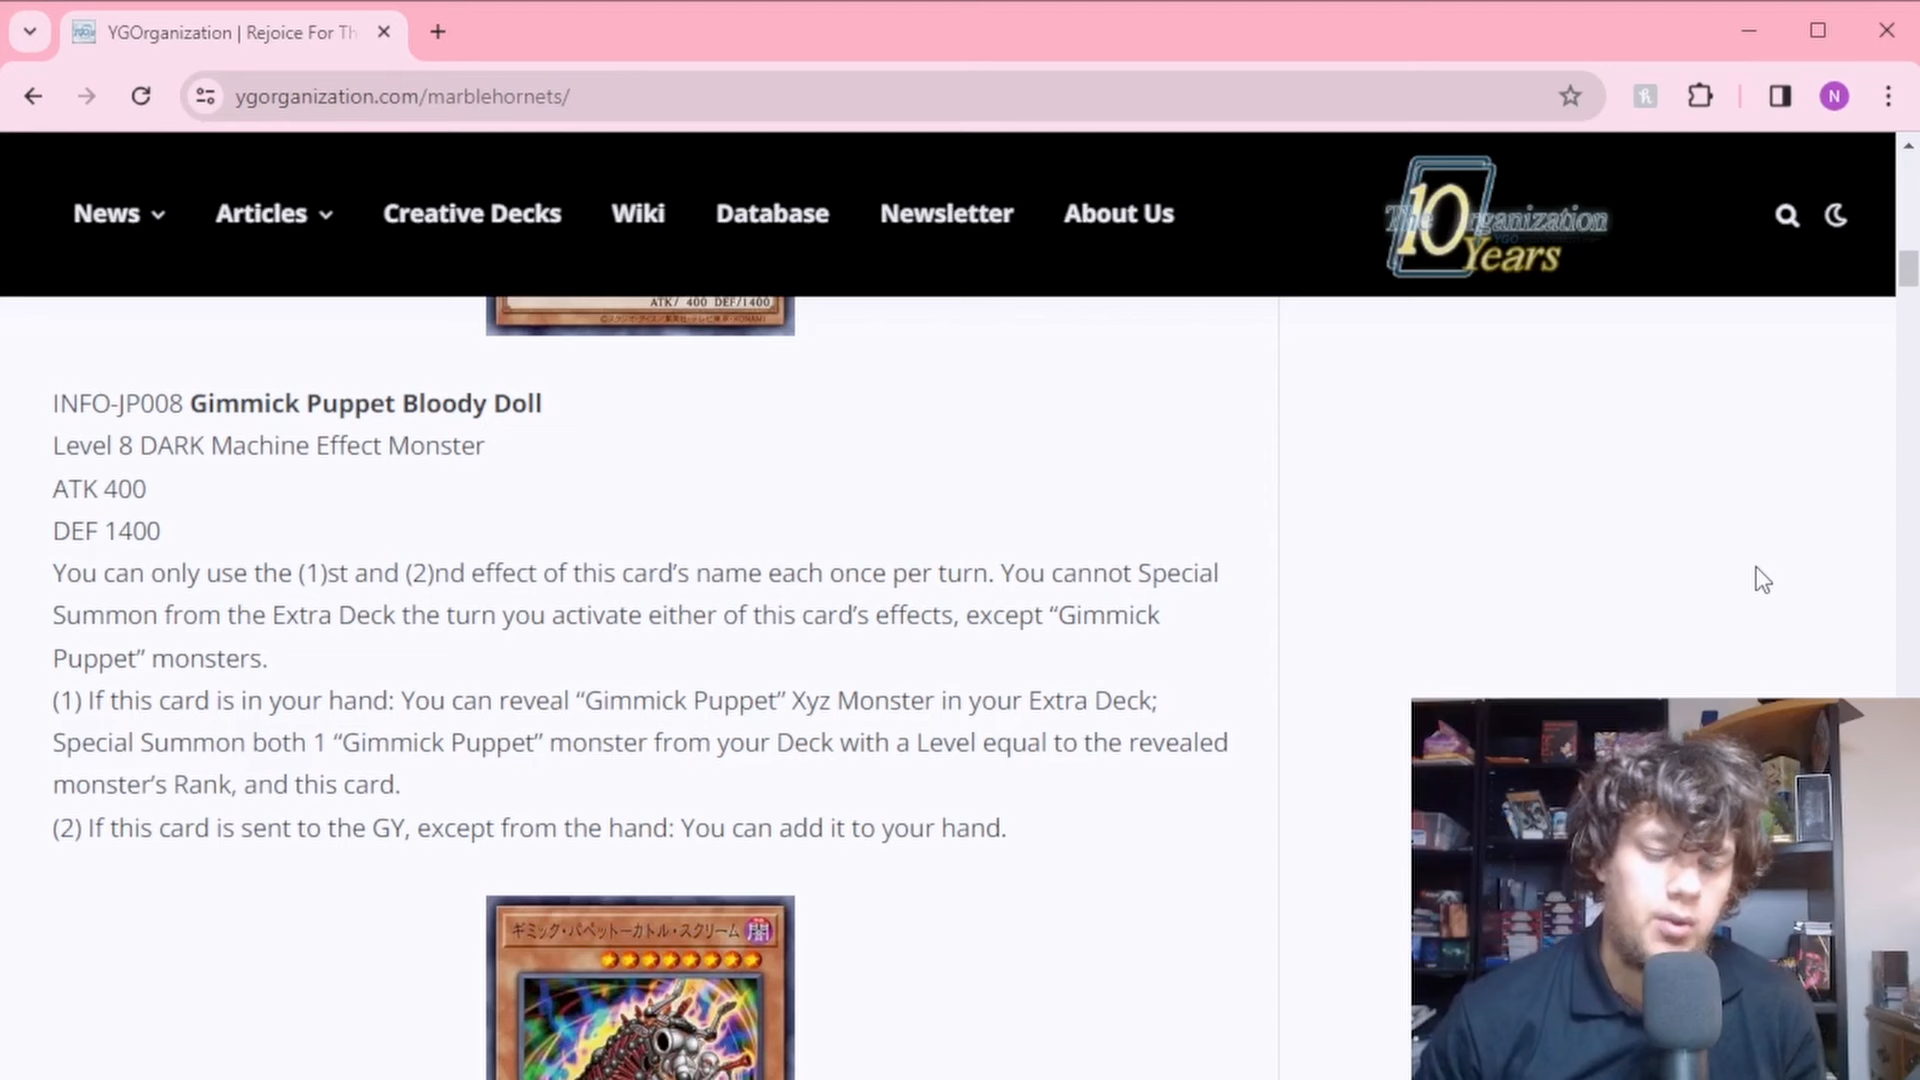 YGOrganization | Rejoice For Th
ygorganization.com/marblehornets/
N
News
Articles
Creative Decks
Wiki
Database
Newsletter
About Us
The Organization
10
YGO
Years
ATK/ 400 DEF/1400
INFO-JP008 Gimmick Puppet Bloody Doll
Level 8 DARK Machine Effect Monster
ATK 400
DEF 1400
You can only use the (1)st and (2)nd effect of this card’s name each once per turn. You cannot Special
Summon from the Extra Deck the turn you activate either of this card’s effects, except “Gimmick
Puppet” monsters.
(1) If this card is in your hand: You can reveal “Gimmick Puppet” Xyz Monster in your Extra Deck;
Special Summon both 1 “Gimmick Puppet” monster from your Deck with a Level equal to the revealed
monster’s Rank, and this card.
(2) If this card is sent to the GY, except from the hand: You can add it to your hand.
ギミック・パペットーカトル・スクリーム
闇